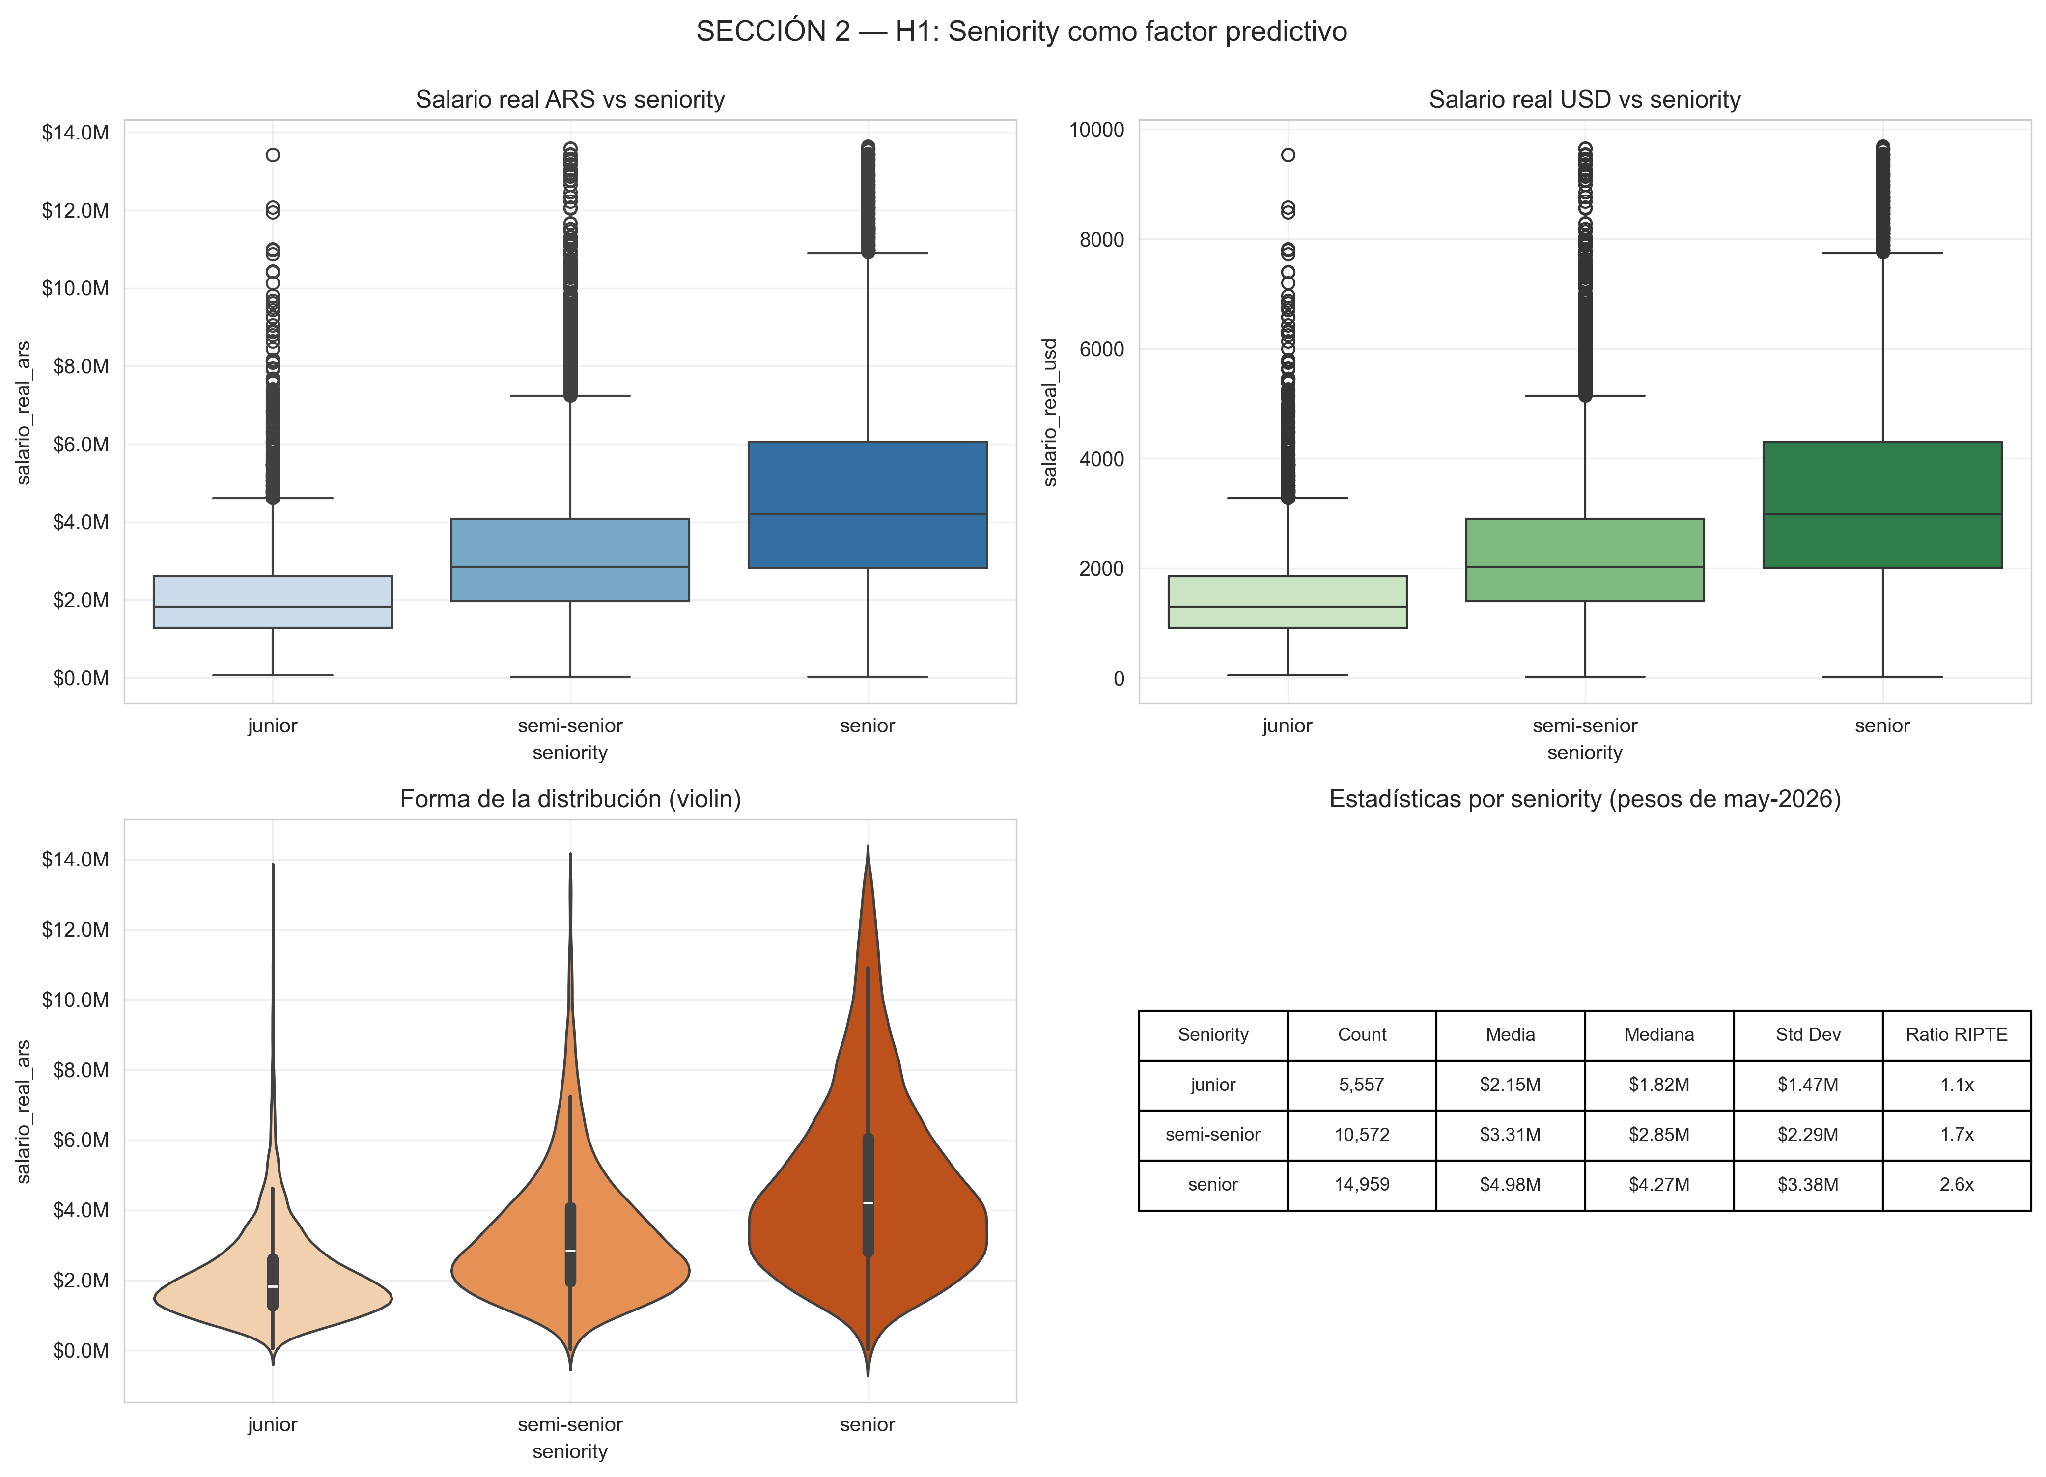 SECCIÓN 2 — H1: Seniority como factor predictivo
Salario real ARS vs seniority
$14.0M
$12.0M
$10.0M
$8.0M
$6.0M
$4.0M
$2.0M
$0.0M
salario_real_ars
junior
semi-senior
senior
seniority
Salario real USD vs seniority
10000
8000
6000
4000
2000
0
salario_real_usd
junior
semi-senior
senior
seniority
Forma de la distribución (violin)
$14.0M
$12.0M
$10.0M
$8.0M
$6.0M
$4.0M
$2.0M
$0.0M
salario_real_ars
junior
semi-senior
senior
seniority
Estadísticas por seniority (pesos de may-2026)
Seniority Count Media Mediana Std Dev Ratio RIPTE
junior 5,557 $2.15M $1.82M $1.47M 1.1x
semi-senior 10,572 $3.31M $2.85M $2.29M 1.7x
senior 14,959 $4.98M $4.27M $3.38M 2.6x